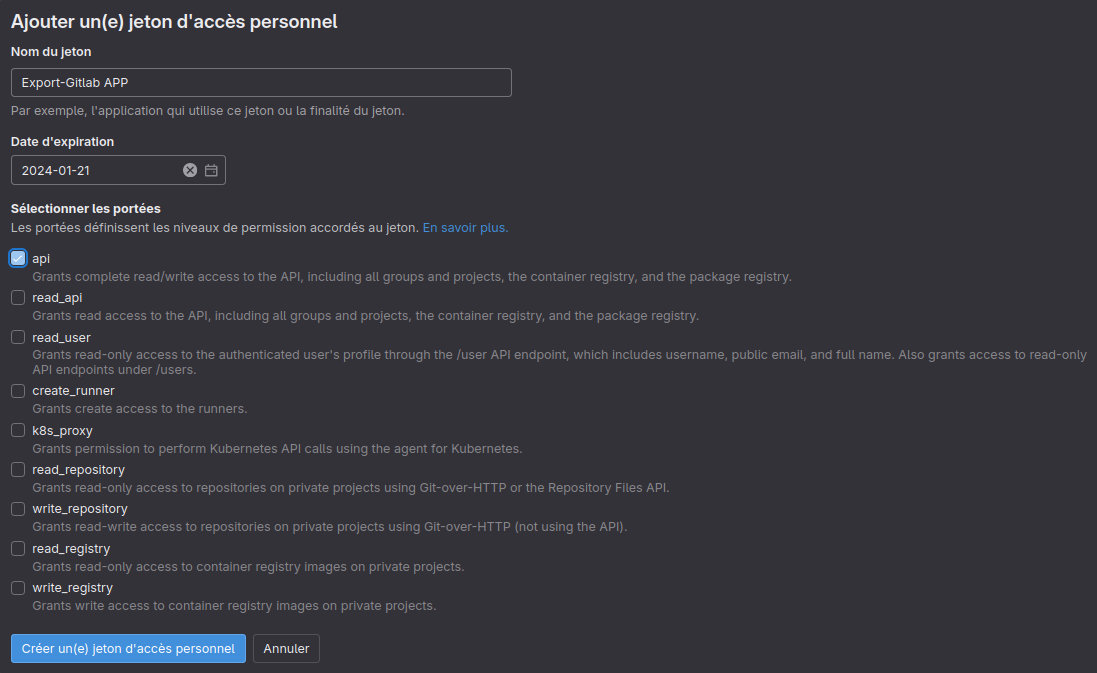 Ajouter un(e) jeton d'accès personnel
Nom du jeton
Export-Gitlab APP
Par exemple, l'application qui utilise ce jeton ou la finalité du jeton.
Date d'expiration
2024-01-21
Sélectionner les portées
Les portées définissent les niveaux de permission accordés au jeton. En savoir plus.
api
Grants complete read/write access to the API, including all groups and projects, the container registry, and the package registry.
read_api
Grants read access to the API, including all groups and projects, the container registry, and the package registry.
read_user
Grants read-only access to the authenticated user's profile through the /user API endpoint, which includes username, public email, and full name. Also grants access to read-only
API endpoints under /users.
create_runner
Grants create access to the runners.
k8s_proxy
Grants permission to perform Kubernetes API calls using the agent for Kubernetes.
read_repository
Grants read-only access to repositories on private projects using Git-over-HTTP or the Repository Files API.
write_repository
Grants read-write access to repositories on private projects using Git-over-HTTP (not using the API).
read_registry
Grants read-only access to container registry images on private projects.
write_registry
Grants write access to container registry images on private projects.
Créer un(e) jeton d'accès personnel Annuler